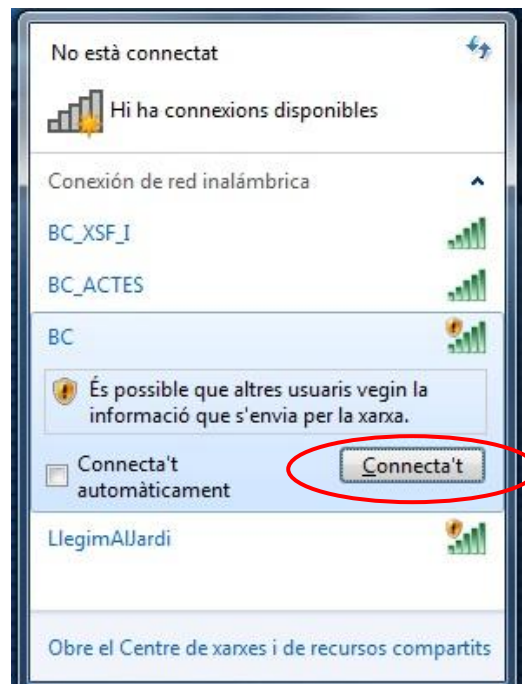 No està connectat
Hi ha connexions disponibles
Conexión de red inalámbrica
BC_XSF_I
BC_ACTES
BC
És possible que altres usuaris vegin la
informació que s'envia per la xarxa.
Connecta't
automàticament
Connecta't
LlegimAlJardi
Obre el Centre de xarxes i de recursos compartits